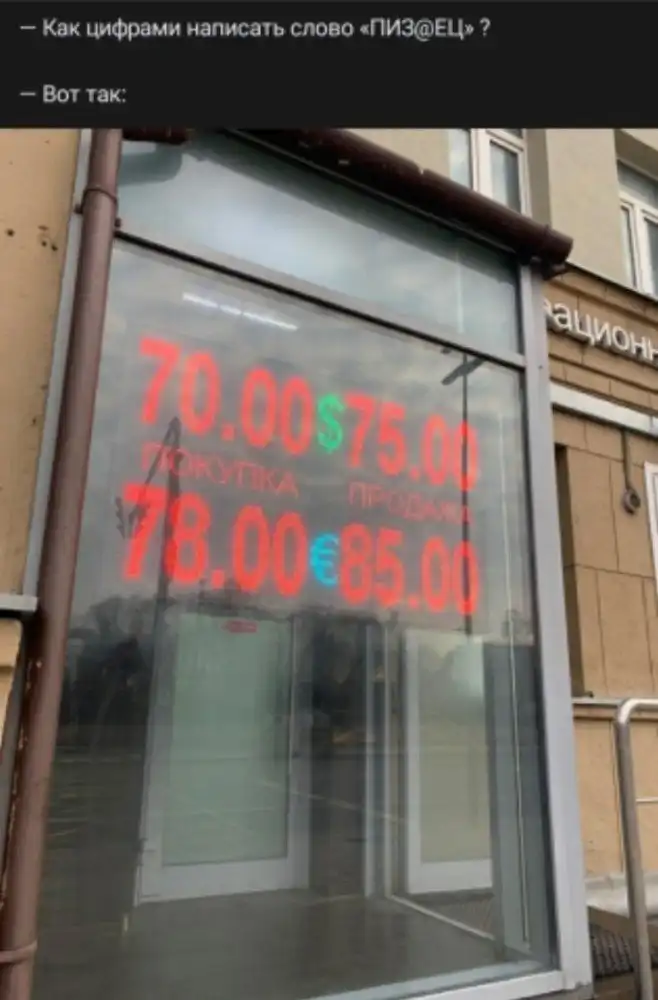 — Как цифрами написать слово «ПИЗ@ЕЦ» ?
— Вот так:
70.00 $ 75.00
ПОКУПКА ПРОДАЖА
78.00 € 85.00